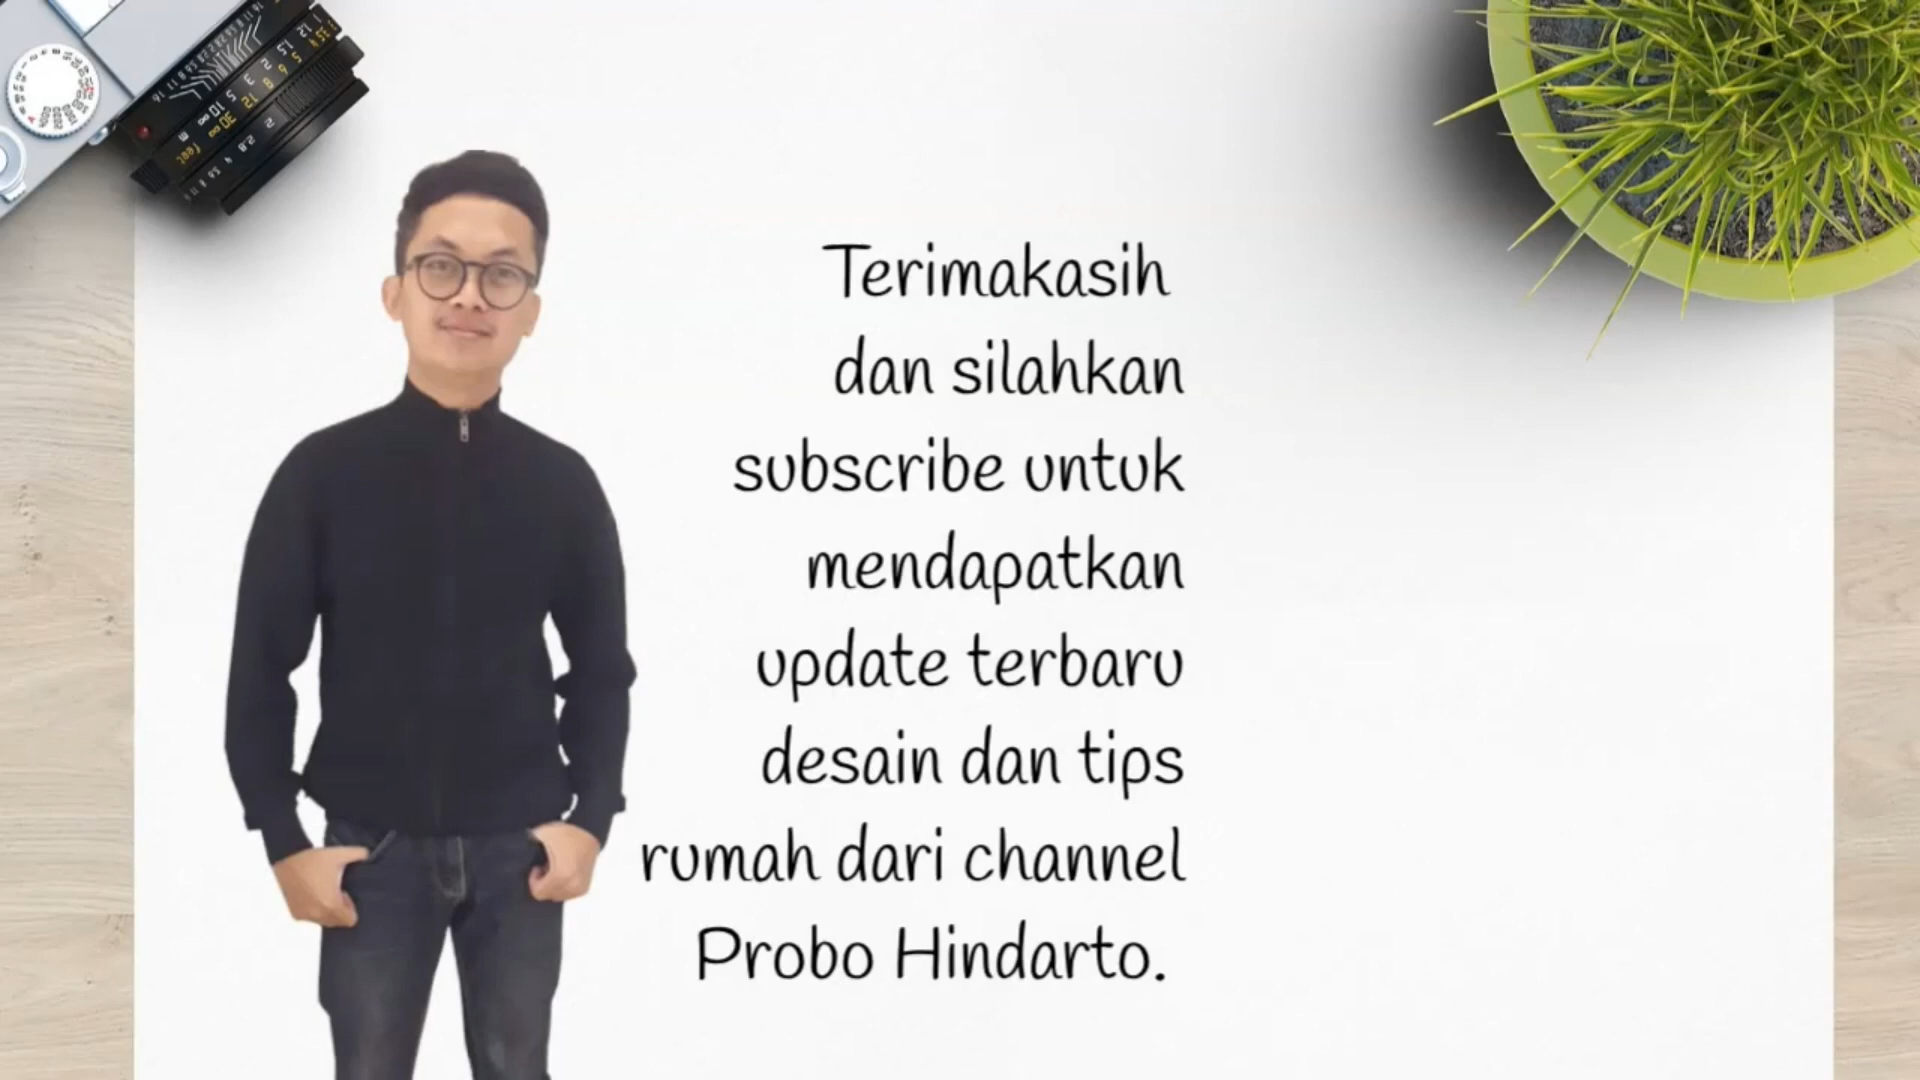 Terimakasih
dan silahkan
subscribe untuk
mendapatkan
update terbaru
desain dan tips
rumah dari channel
Probo Hindarto.